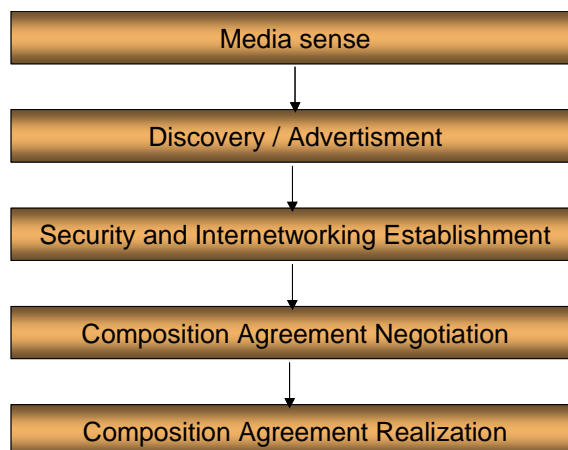 Media sense
Discovery / Advertisment
Security and Internetworking Establishment
Composition Agreement Negotiation
Composition Agreement Realization